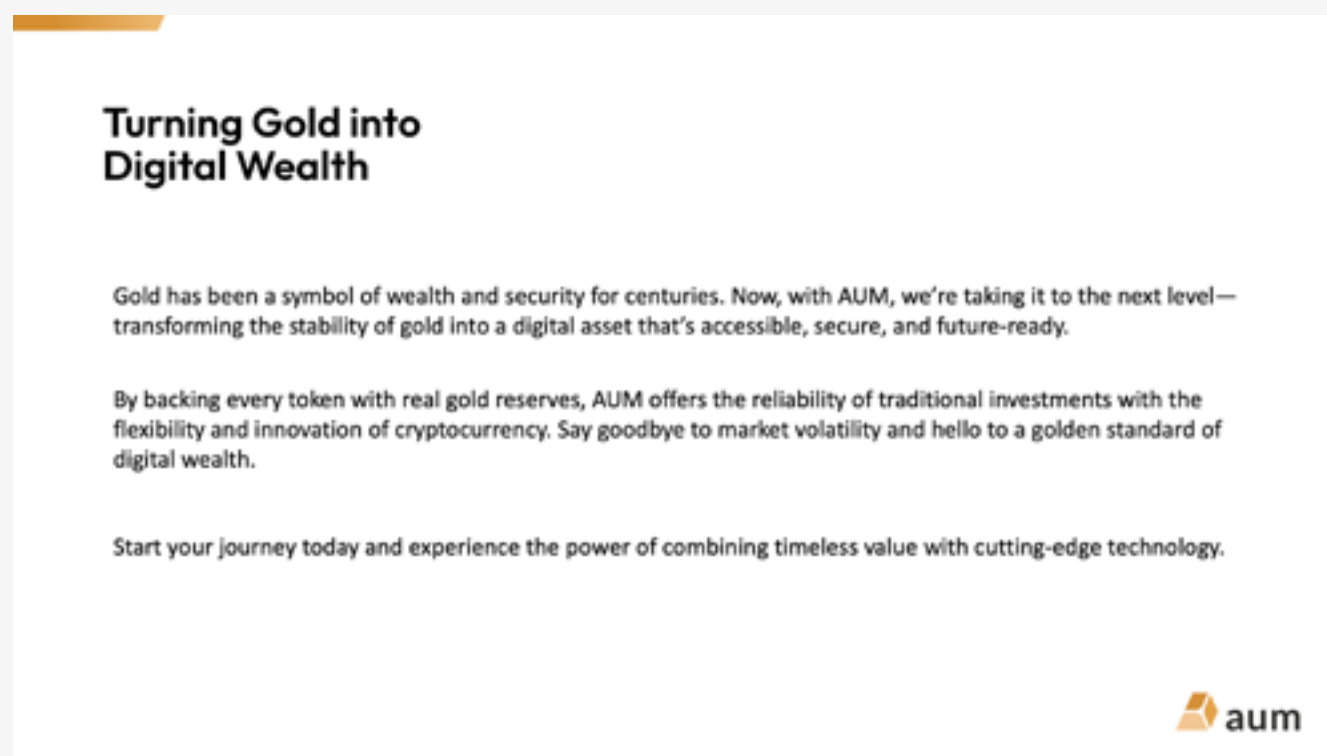 Turning Gold into
Digital Wealth
Gold has been a symbol of wealth and security for centuries. Now, with AUM, we’re taking it to the next level—
transforming the stability of gold into a digital asset that’s accessible, secure, and future-ready.
By backing every token with real gold reserves, AUM offers the reliability of traditional investments with the
flexibility and innovation of cryptocurrency. Say goodbye to market volatility and hello to a golden standard of
digital wealth.
Start your journey today and experience the power of combining timeless value with cutting-edge technology.
aum